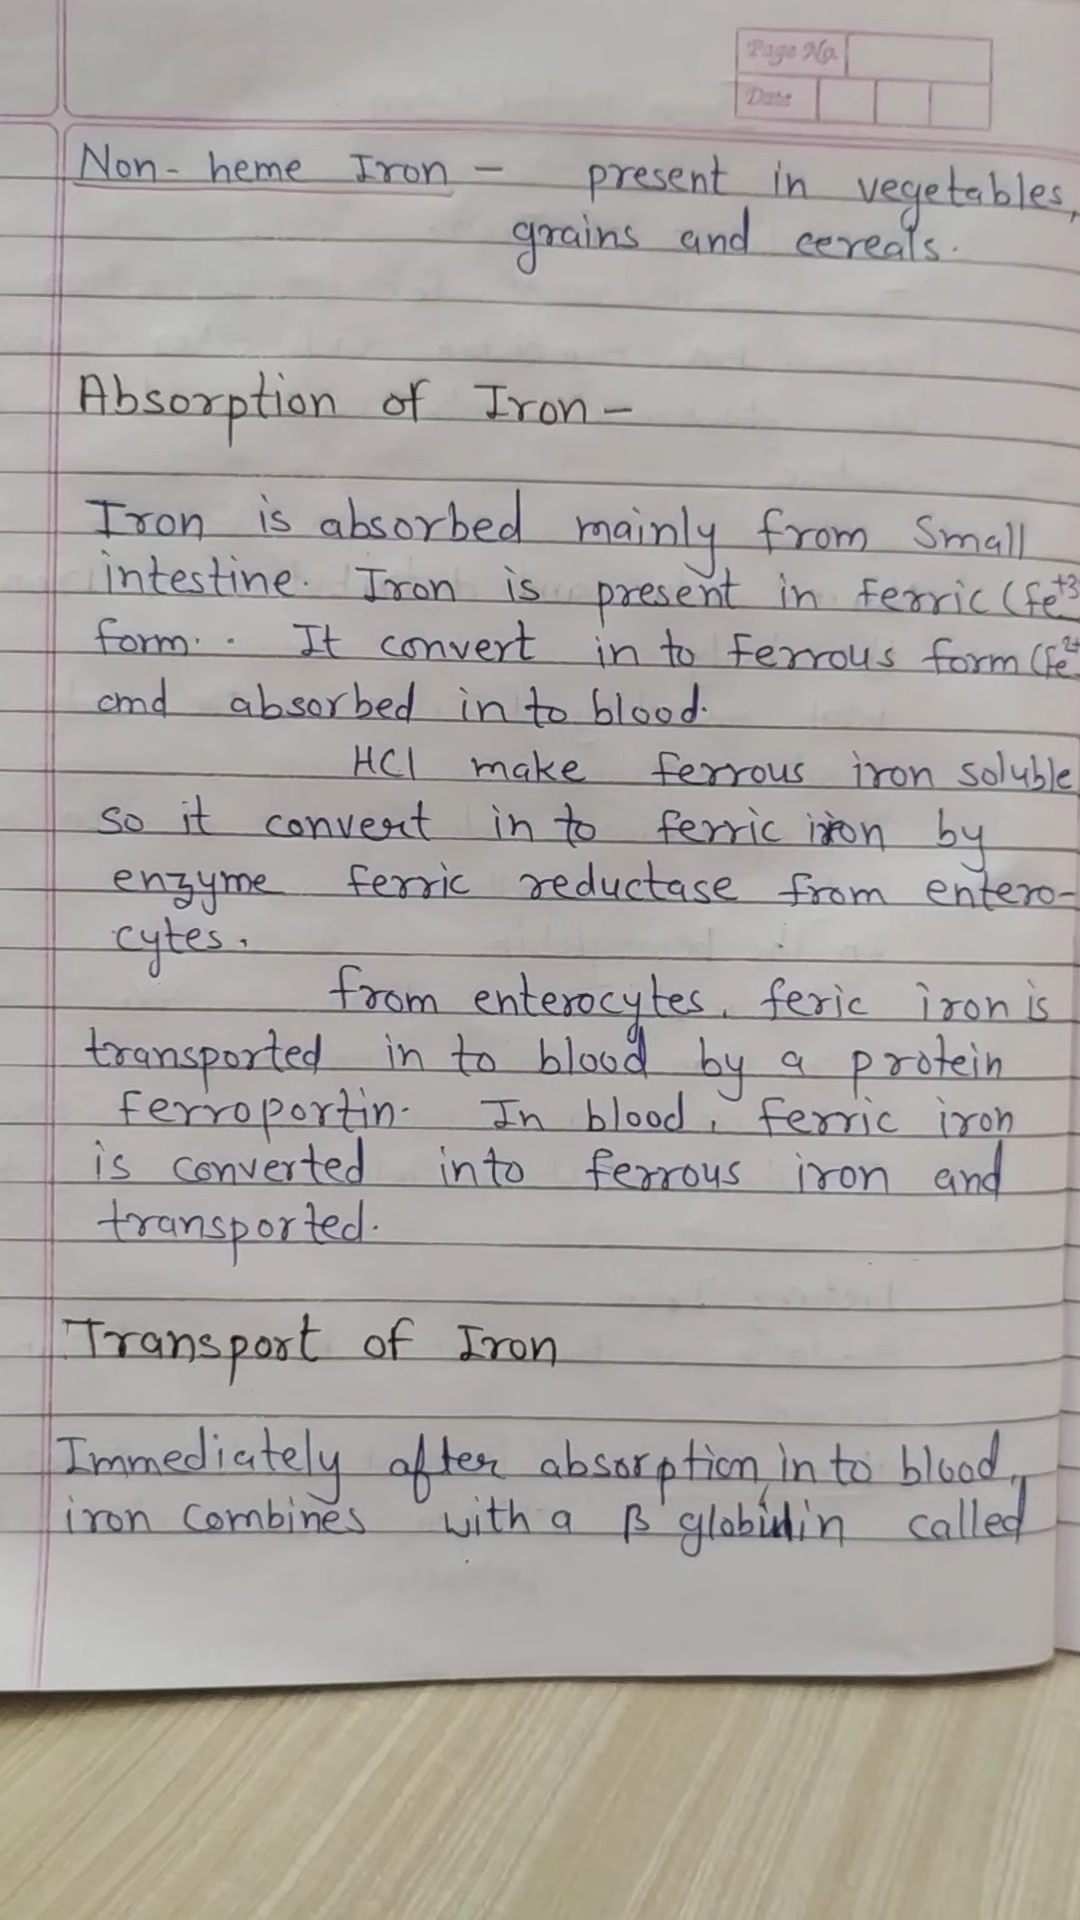 Page No.
Date
Non- heme Iron - present in vegetables,
grains and cereals.
Absorption of Iron -
Iron is absorbed mainly from Small
intestine. Iron is present in ferric (fe+3
form. . It convert in to ferrous form (fe2+
and absorbed in to blood.
HCl make ferrous iron soluble
so it convert in to ferric iron by
enzyme ferric reductase from entero-
cytes.
from enterocytes, feric iron is
transported in to blood by a protein
ferroportin. In blood, ferric iron
is converted into ferrous iron and
transported.
Transport of Iron
Immediately after absorption in to blood,
iron combines with a β called